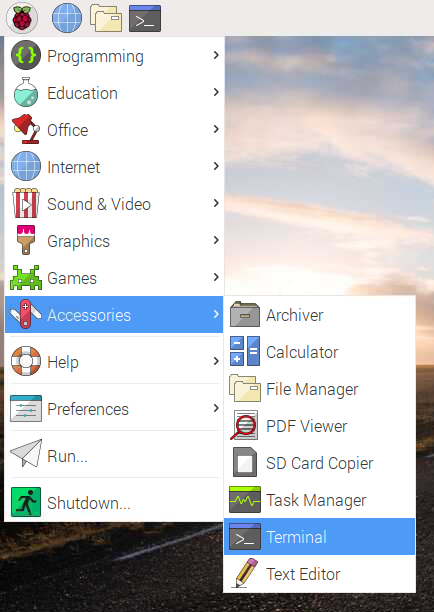 Programming
Education
Office
Internet
Sound & Video
Graphics
Games
Accessories
Help
Preferences
Run...
Shutdown...
Archiver
Calculator
File Manager
PDF Viewer
SD Card Copier
Task Manager
Terminal
Text Editor